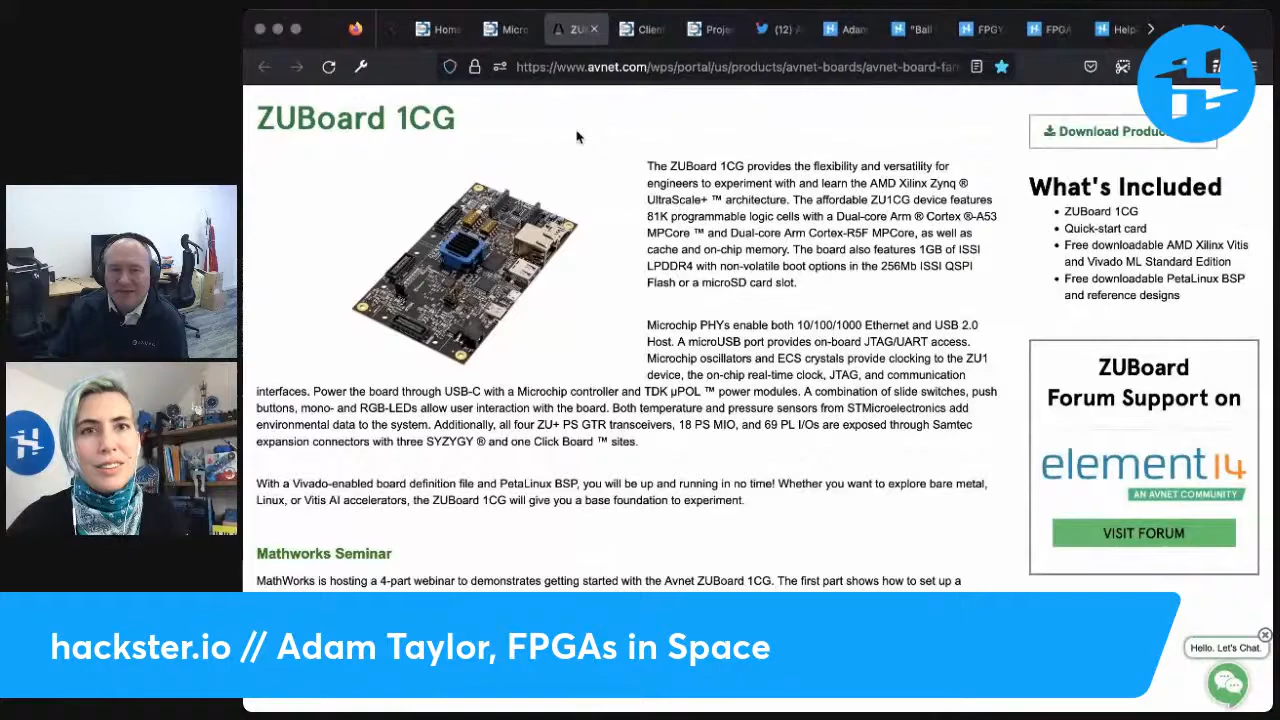 Home
Micro
ZU
Client
Proje
(12)
Adam
"Ball
FPGY
FPGA
Help
https://www.avnet.com/wps/portal/us/products/avnet-boards/avnet-board-fam
ZUBoard 1CG
The ZUBoard 1CG provides the flexibility and versatility for
engineers to experiment with and learn the AMD Xilinx Zynq ®
UltraScale+ ™ architecture. The affordable ZU1CG device features
81K programmable logic cells with a Dual-core Arm ® Cortex ®-A53
MPCore ™ and Dual-core Arm Cortex-R5F MPCore, as well as
cache and on-chip memory. The board also features 1GB of ISSI
LPDDR4 with non-volatile boot options in the 256Mb ISSI QSPI
Flash or a microSD card slot.
Microchip PHYs enable both 10/100/1000 Ethernet and USB 2.0
Host. A microUSB port provides on-board JTAG/UART access.
Microchip oscillators and ECS crystals provide clocking to the ZU1
device, the on-chip real-time clock, JTAG, and communication
interfaces. Power the board through USB-C with a Microchip controller and TDK µPOL ™ power modules. A combination of slide switches, push
buttons, mono- and RGB-LEDs allow user interaction with the board. Both temperature and pressure sensors from STMicroelectronics add
environmental data to the system. Additionally, all four ZU+ PS GTR transceivers, 18 PS MIO, and 69 PL I/Os are exposed through Samtec
expansion connectors with three SYZYGY ® and one Click Board ™ sites.
With a Vivado-enabled board definition file and PetaLinux BSP, you will be up and running in no time! Whether you want to explore bare metal,
Linux, or Vitis AI accelerators, the ZUBoard 1CG will give you a base foundation to experiment.
Mathworks Seminar
MathWorks is hosting a 4-part webinar to demonstrates getting started with the Avnet ZUBoard 1CG. The first part shows how to set up a
Download Produc
What's Included
ZUBoard 1CG
Quick-start card
Free downloadable AMD Xilinx Vitis
and Vivado ML Standard Edition
Free downloadable PetaLinux BSP
and reference designs
ZUBoard
Forum Support on
element14
AN AVNET COMMUNITY
VISIT FORUM
Hello. Let's Chat.
hackster.io // Adam Taylor, FPGAs in Space